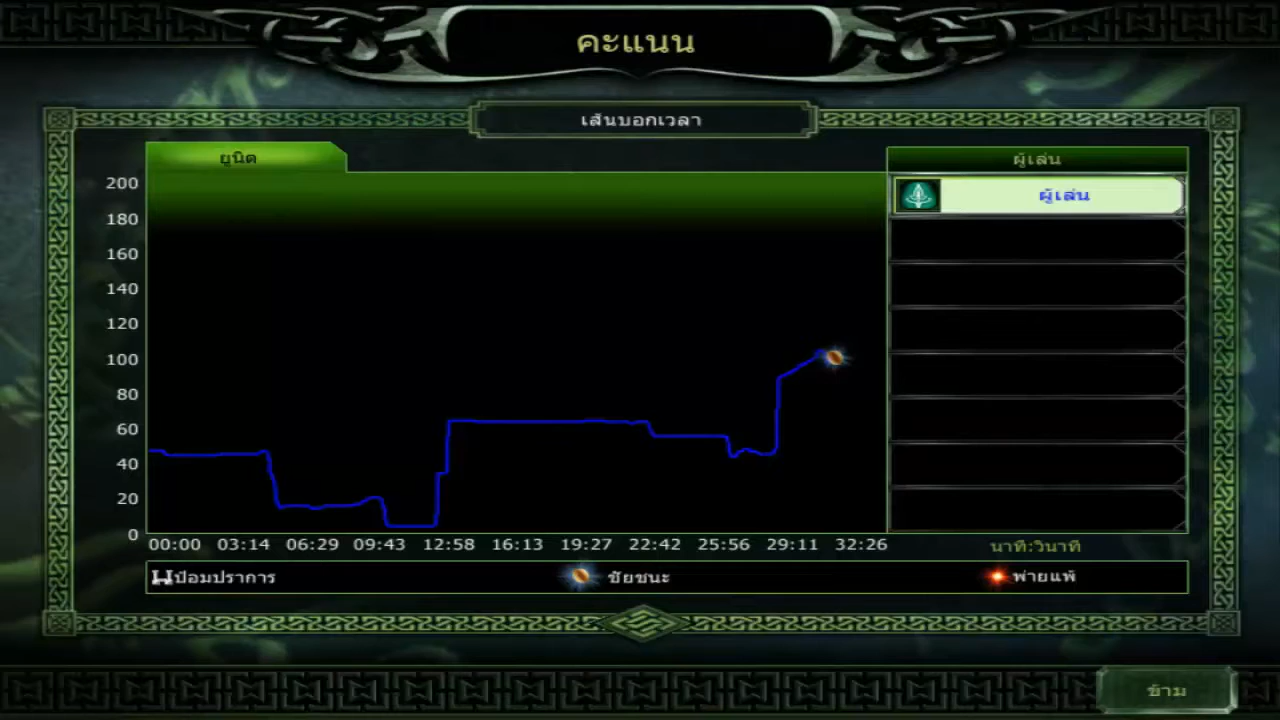 คะแนน
เส้นบอกเวลา
ยูนิต
ผู้เล่น
ผู้เล่น
200
180
160
140
120
100
80
60
40
20
0
00:00 03:14 06:29 09:43 12:58 16:13 19:27 22:42 25:56 29:11 32:26
นาที:วินาที
ป้อมปราการ
ชัยชนะ
พ่ายแพ้
ข้าม